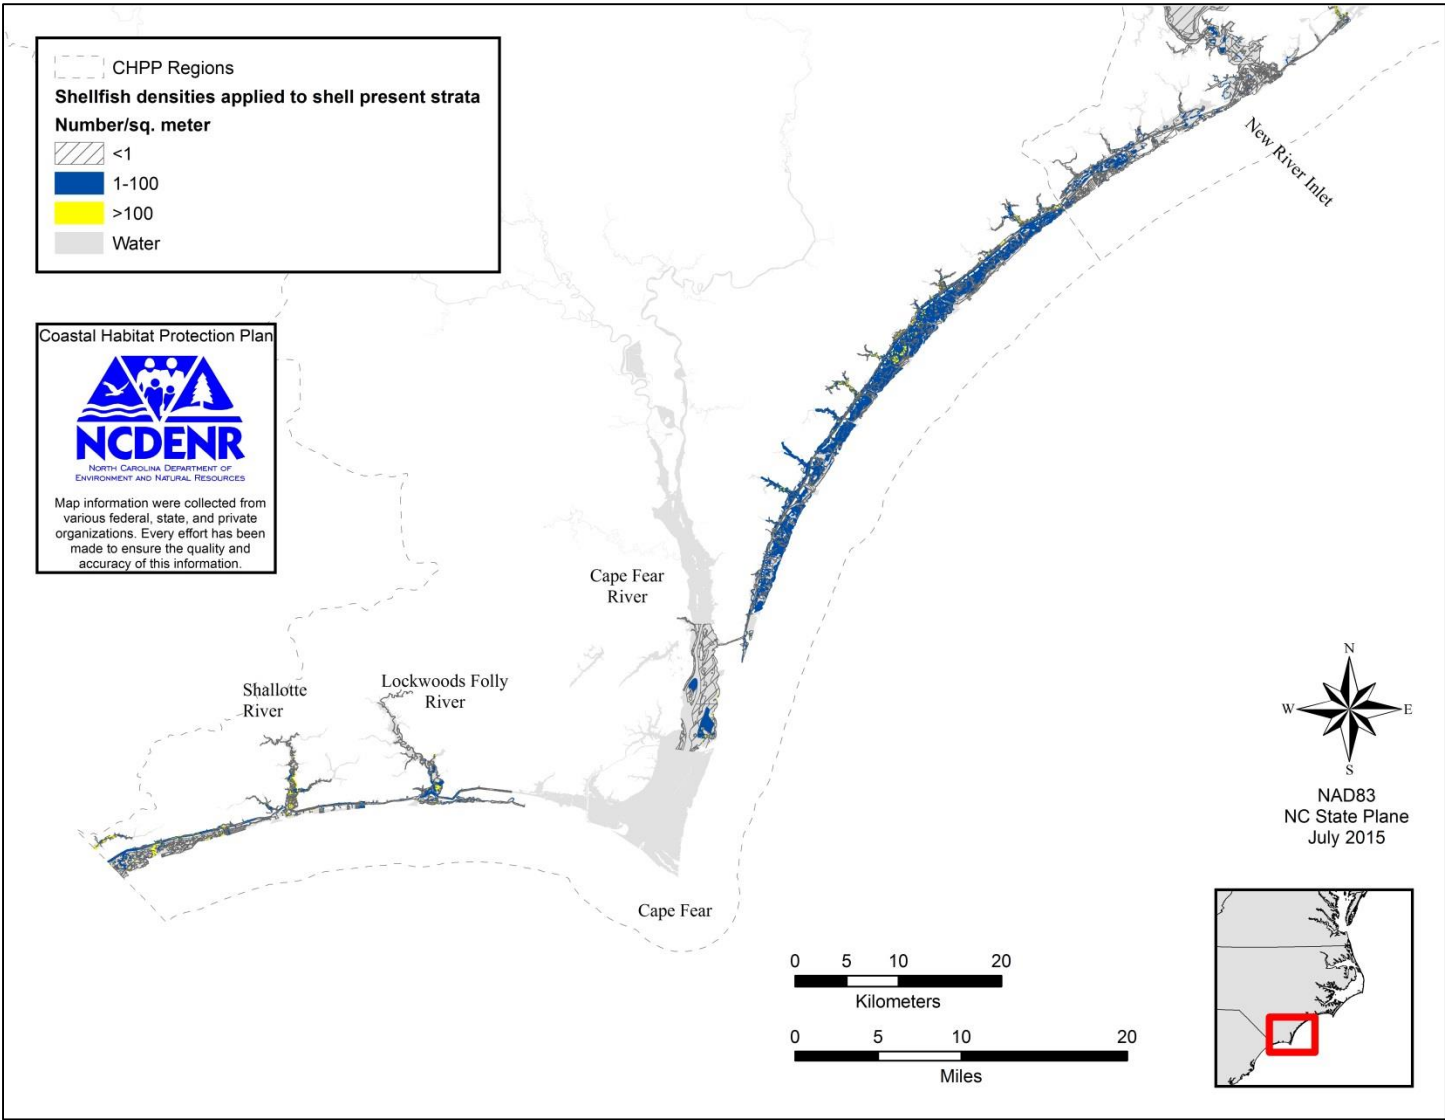 CHPP Regions
Shellfish densities applied to shell present strata
Number/sq. meter
<1
1-100
>100
Water
Coastal Habitat Protection Plan
NCDENR
NORTH CAROLINA DEPARTMENT OF
ENVIRONMENT AND NATURAL RESOURCES
Map information were collected from
various federal, state, and private
organizations. Every effort has been
made to ensure the quality and
accuracy of this information.
New River Inlet
Cape Fear
River
Shallotte
River
Lockwoods Folly
River
Cape Fear
N
W E
S
NAD83
NC State Plane
July 2015
0 5 10 20
Kilometers
0 5 10 20
Miles